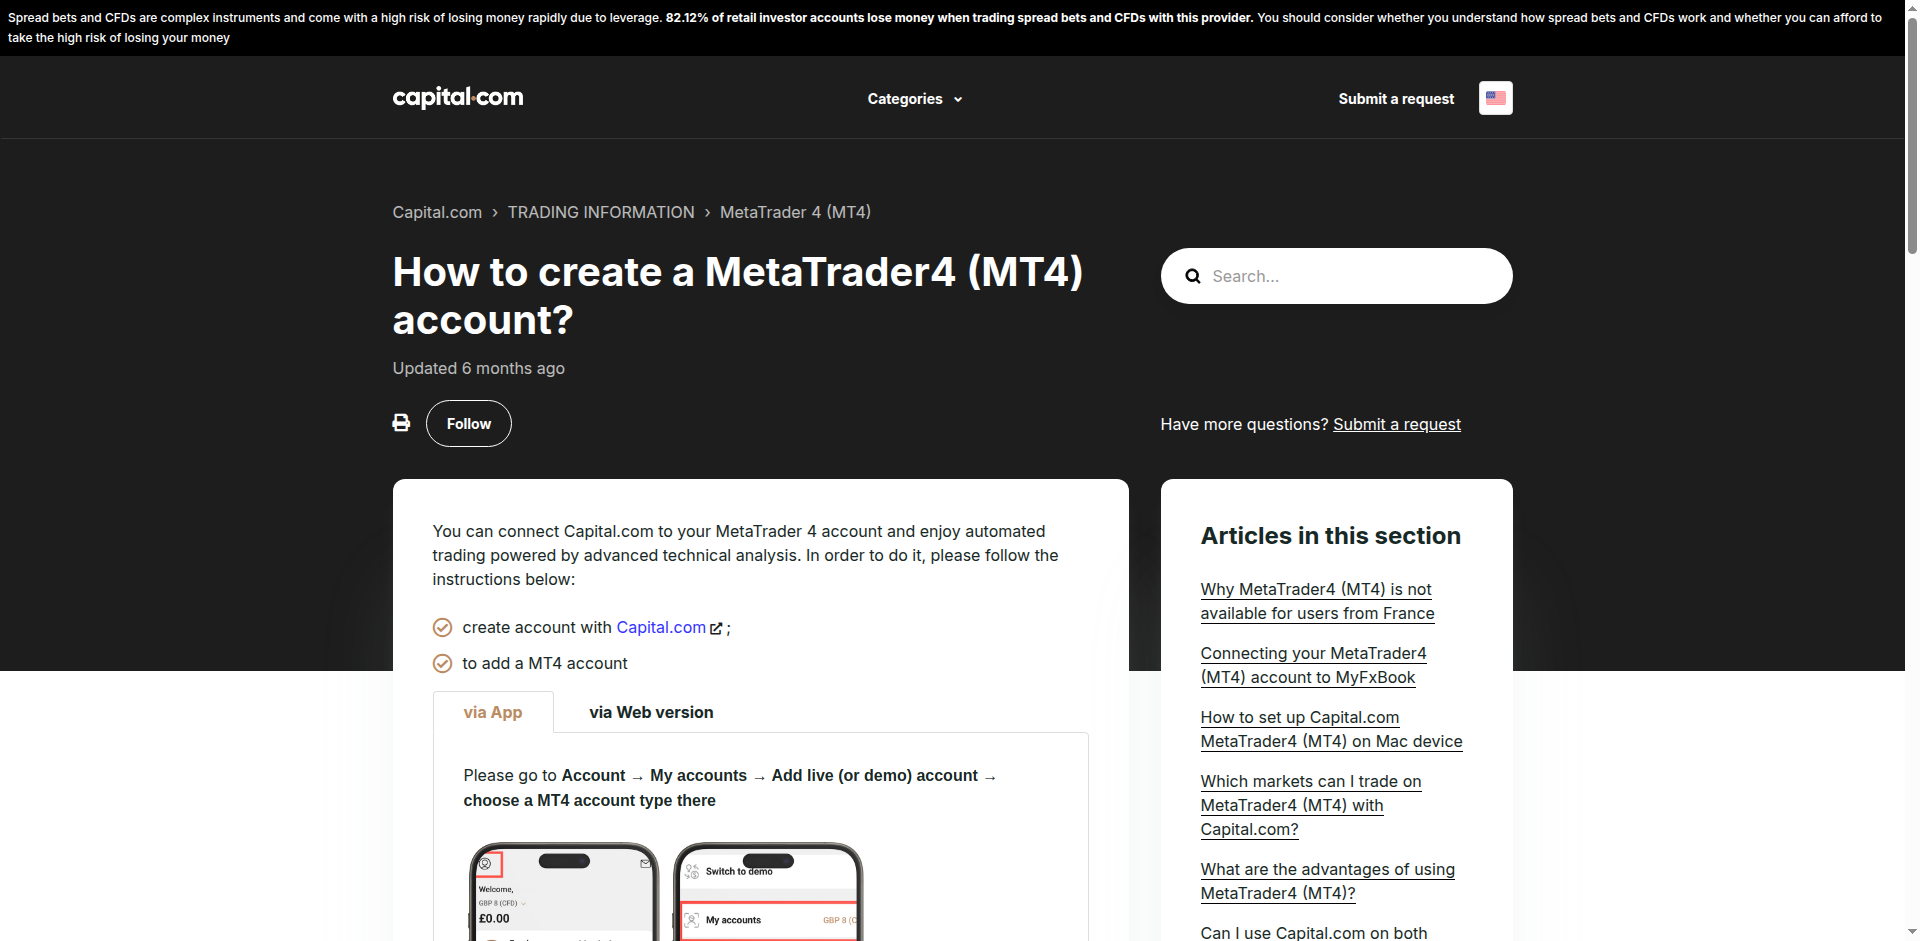 Spread bets and CFDs are complex instruments and come with a high risk of losing money rapidly due to leverage. 82.12% of retail investor accounts lose money when trading spread bets and CFDs with this provider. You should consider whether you understand how spread bets and CFDs work and whether you can afford to
take the high risk of losing your money
capital.com
Categories
Submit a request
Capital.com › TRADING INFORMATION › MetaTrader 4 (MT4)
How to create a MetaTrader4 (MT4)
account?
Search...
Updated 6 months ago
Follow
Have more questions? Submit a request
You can connect Capital.com to your MetaTrader 4 account and enjoy automated
trading powered by advanced technical analysis. In order to do it, please follow the
instructions below:
create account with Capital.com ;
to add a MT4 account
via App
via Web version
Please go to Account → My accounts → Add live (or demo) account →
choose a MT4 account type there
Welcome,
GBP 8 (CFD)
£0.00
Switch to demo
My accounts
GBP 8 (C
Articles in this section
Why MetaTrader4 (MT4) is not
available for users from France
Connecting your MetaTrader4
(MT4) account to MyFxBook
How to set up Capital.com
MetaTrader4 (MT4) on Mac device
Which markets can I trade on
MetaTrader4 (MT4) with
Capital.com?
What are the advantages of using
MetaTrader4 (MT4)?
Can I use Capital.com on both